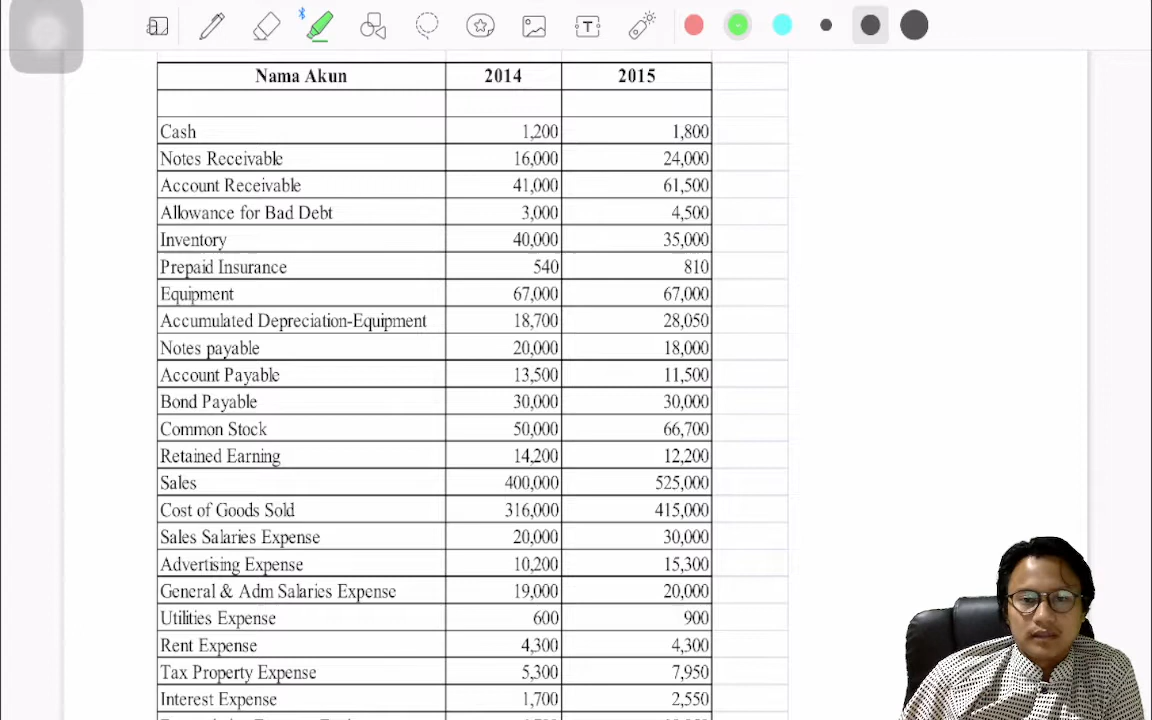 Nama Akun 2014 2015
Cash 1,200 1,800
Notes Receivable 16,000 24,000
Account Receivable 41,000 61,500
Allowance for Bad Debt 3,000 4,500
Inventory 40,000 35,000
Prepaid Insurance 540 810
Equipment 67,000 67,000
Accumulated Depreciation-Equipment 18,700 28,050
Notes payable 20,000 18,000
Account Payable 13,500 11,500
Bond Payable 30,000 30,000
Common Stock 50,000 66,700
Retained Earning 14,200 12,200
Sales 400,000 525,000
Cost of Goods Sold 316,000 415,000
Sales Salaries Expense 20,000 30,000
Advertising Expense 10,200 15,300
General & Adm Salaries Expense 19,000 20,000
Utilities Expense 600 900
Rent Expense 4,300 4,300
Tax Property Expense 5,300 7,950
Interest Expense 1,700 2,550